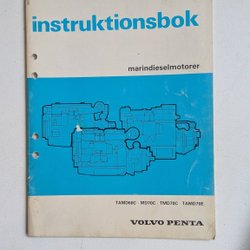 instruktionsbok
marindieselmotorer
TAMD60C · MD70C · TMD70C · TAMD70E
VOLVO PENTA